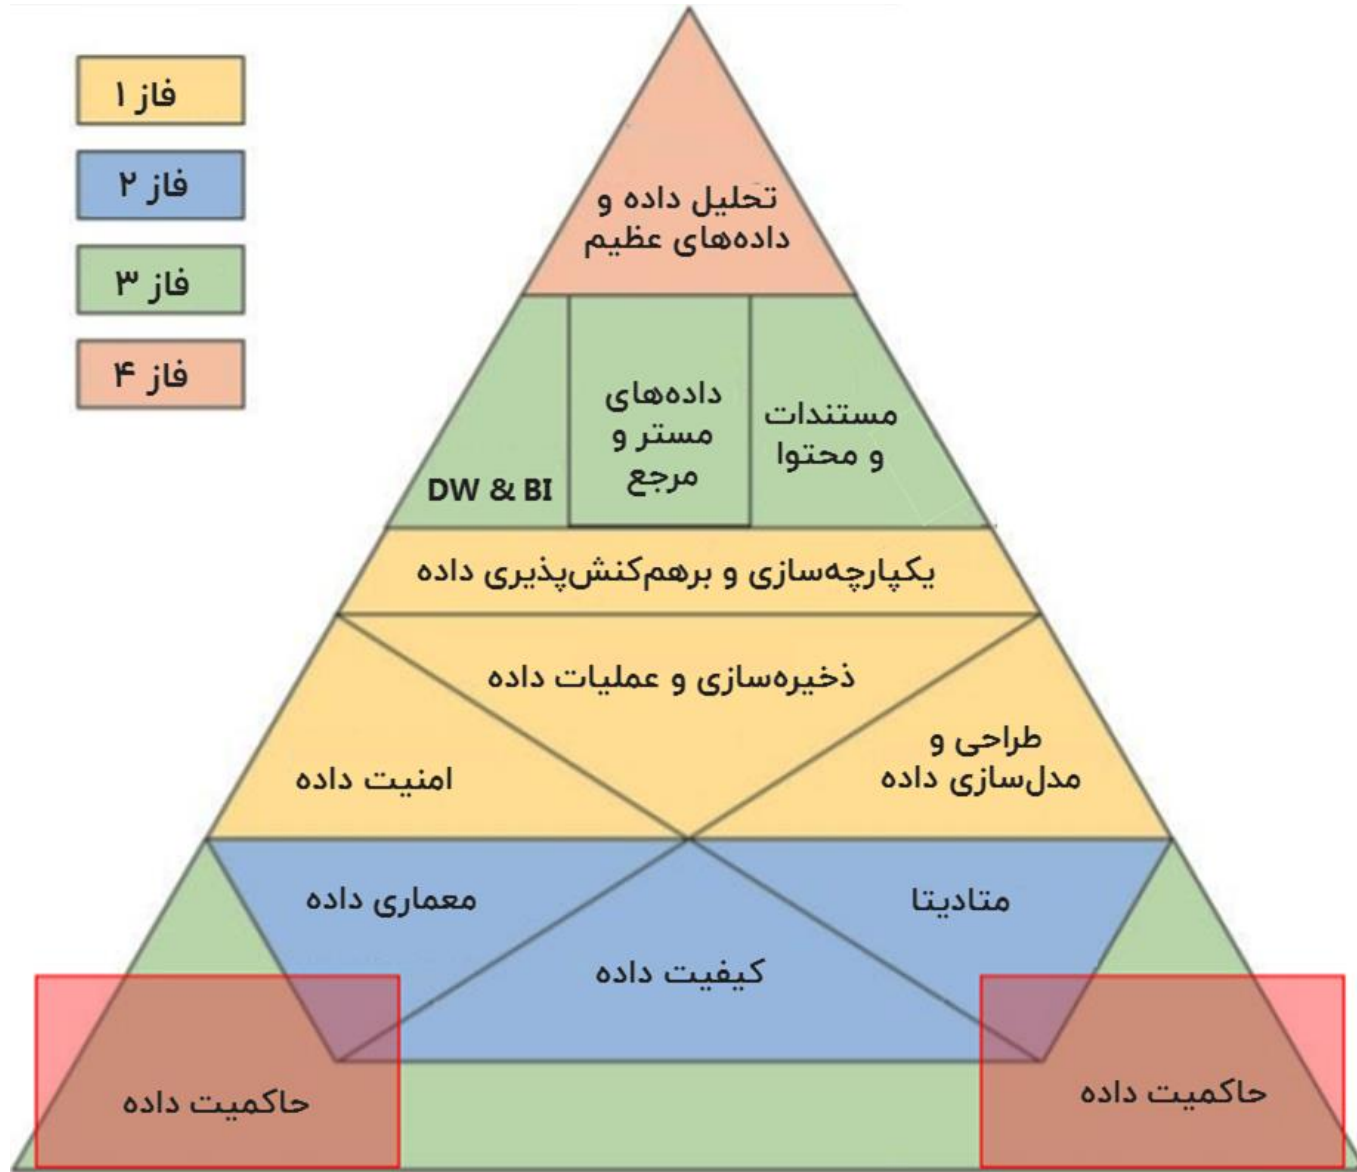 فاز ۱
فاز ۲
فاز ۳
فاز ۴
تحلیل داده و
داده‌های عظیم
مستندات
و محتوا
داده‌های
مستر و
مرجع
DW & BI
یکپارچه‌سازی و برهم‌کنش‌پذیری داده
ذخیره‌سازی و عملیات داده
طراحی و
مدل‌سازی داده
امنیت داده
متادیتا
معماری داده
کیفیت داده
حاکمیت داده
حاکمیت داده